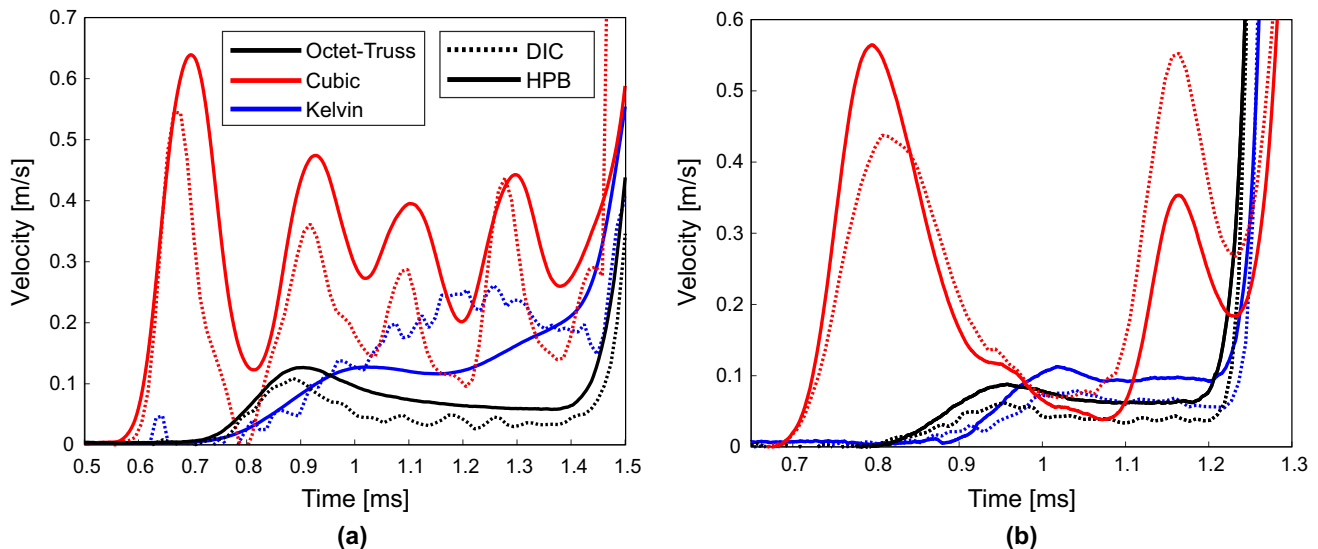 0.7
0.6
0.5
0.4
0.3
0.2
0.1
0
Velocity [m/s]
Octet-Truss
Cubic
Kelvin
DIC
HPB
0.5 0.6 0.7 0.8 0.9 1 1.1 1.2 1.3 1.4 1.5
Time [ms]
(a)
0.6
0.5
0.4
0.3
0.2
0.1
0
Velocity [m/s]
0.7 0.8 0.9 1 1.1 1.2 1.3
Time [ms]
(b)